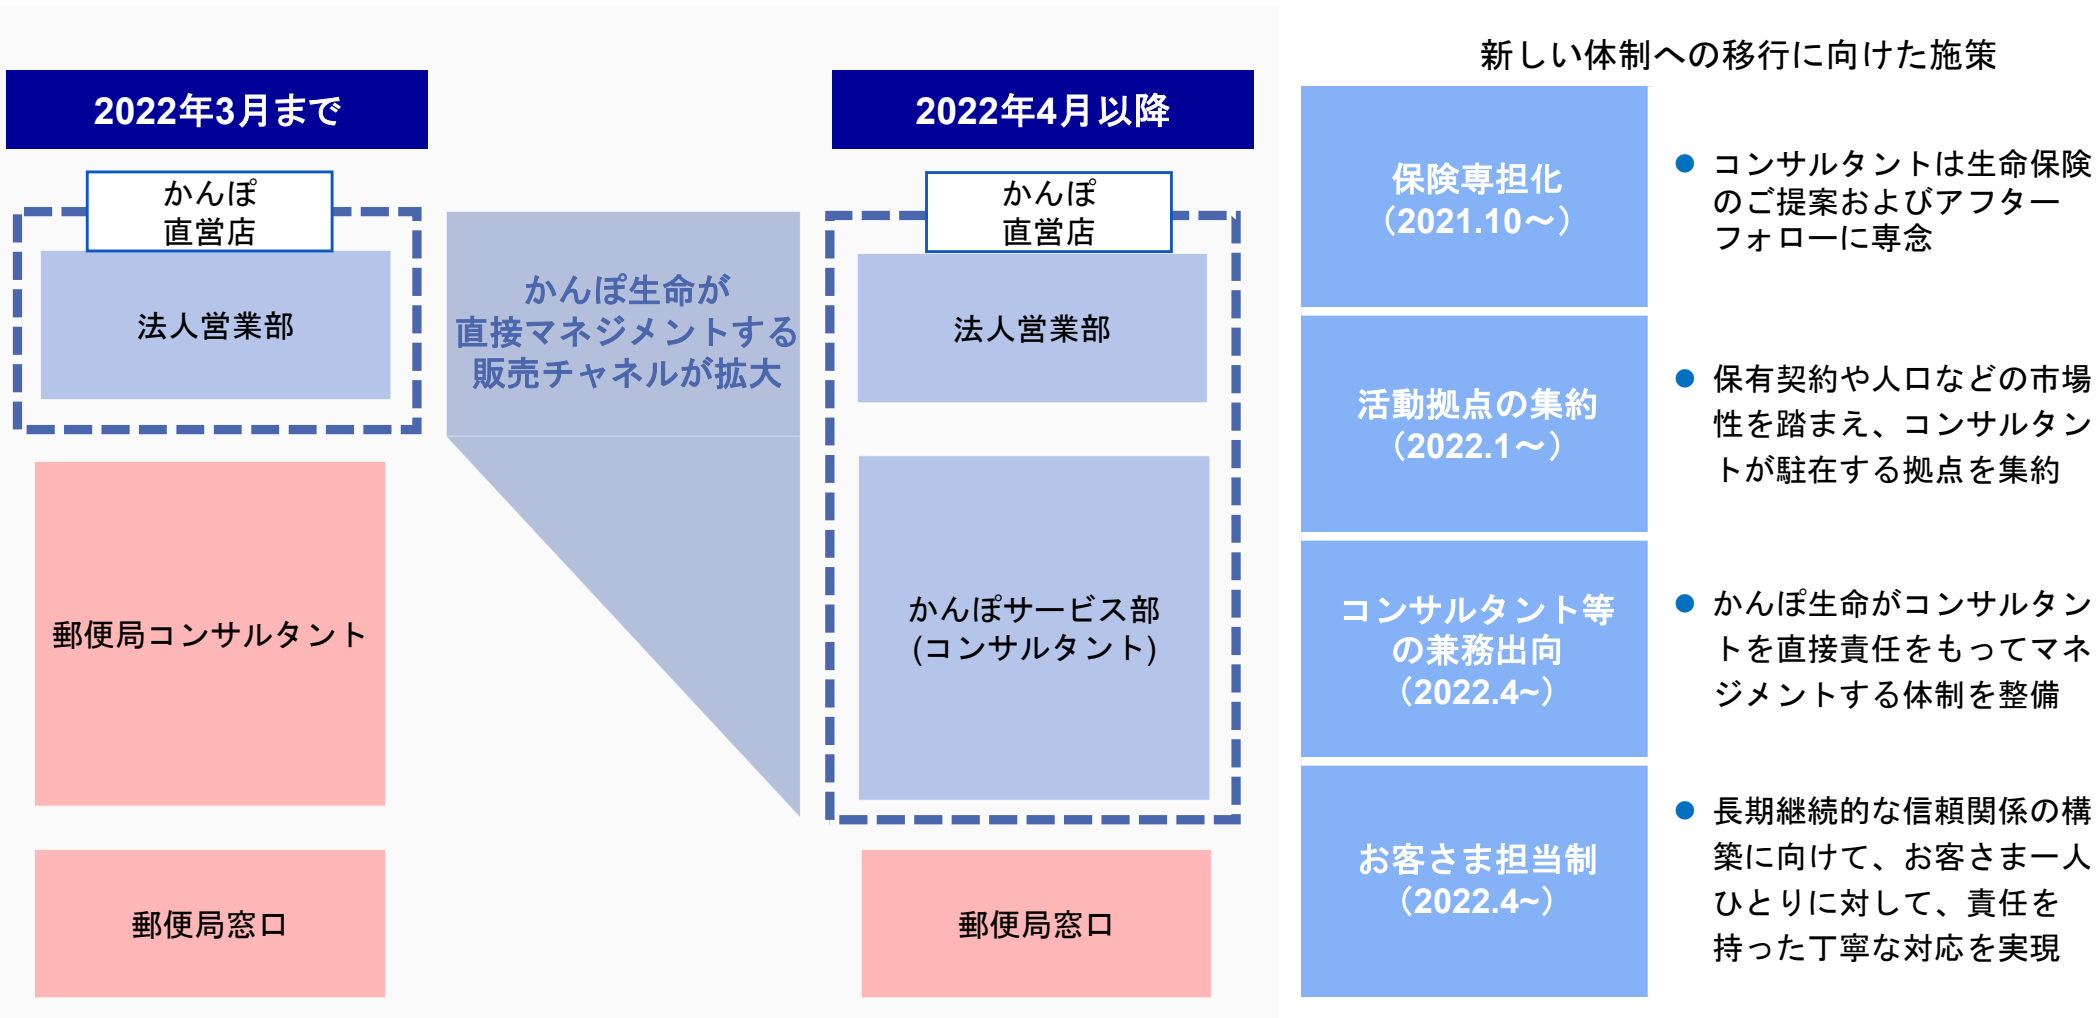 2022年3月まで
かんぽ
直営店
法人営業部
郵便局コンサルタント
郵便局窓口
かんぽ生命が
直接マネジメントする
販売チャネルが拡大
2022年4月以降
かんぽ
直営店
法人営業部
かんぽサービス部
(コンサルタント)
郵便局窓口
新しい体制への移行に向けた施策
保険専担化
（2021.10～）
● コンサルタントは生命保険
のご提案およびアフター
フォローに専念
活動拠点の集約
（2022.1～）
● 保有契約や人口などの市場
性を踏まえ、コンサルタン
トが駐在する拠点を集約
コンサルタント等
の兼務出向
（2022.4~）
● かんぽ生命がコンサルタン
トを直接責任をもってマネ
ジメントする体制を整備
お客さま担当制
（2022.4~）
● 長期継続的な信頼関係の構
築に向けて、お客さま一人
ひとりに対して、責任を
持った丁寧な対応を実現